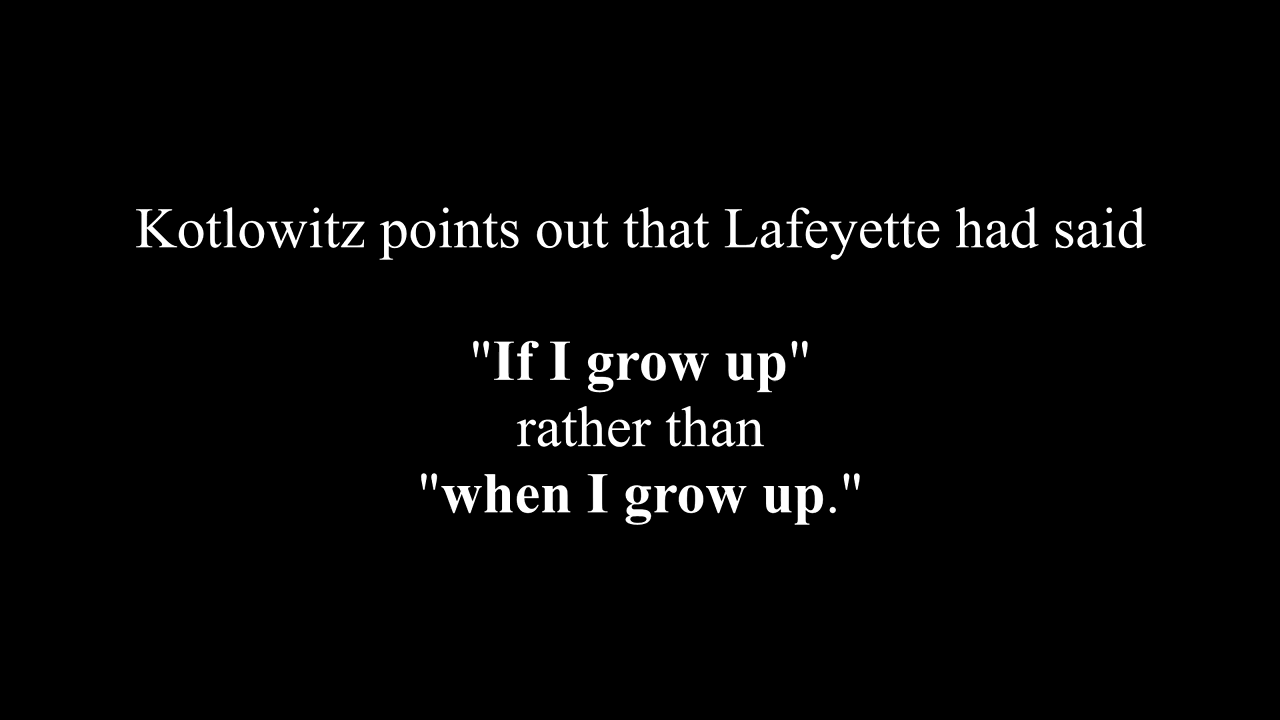 Kotlowitz points out that Lafeyette had said
"If I grow up"
rather than
"when I grow up."